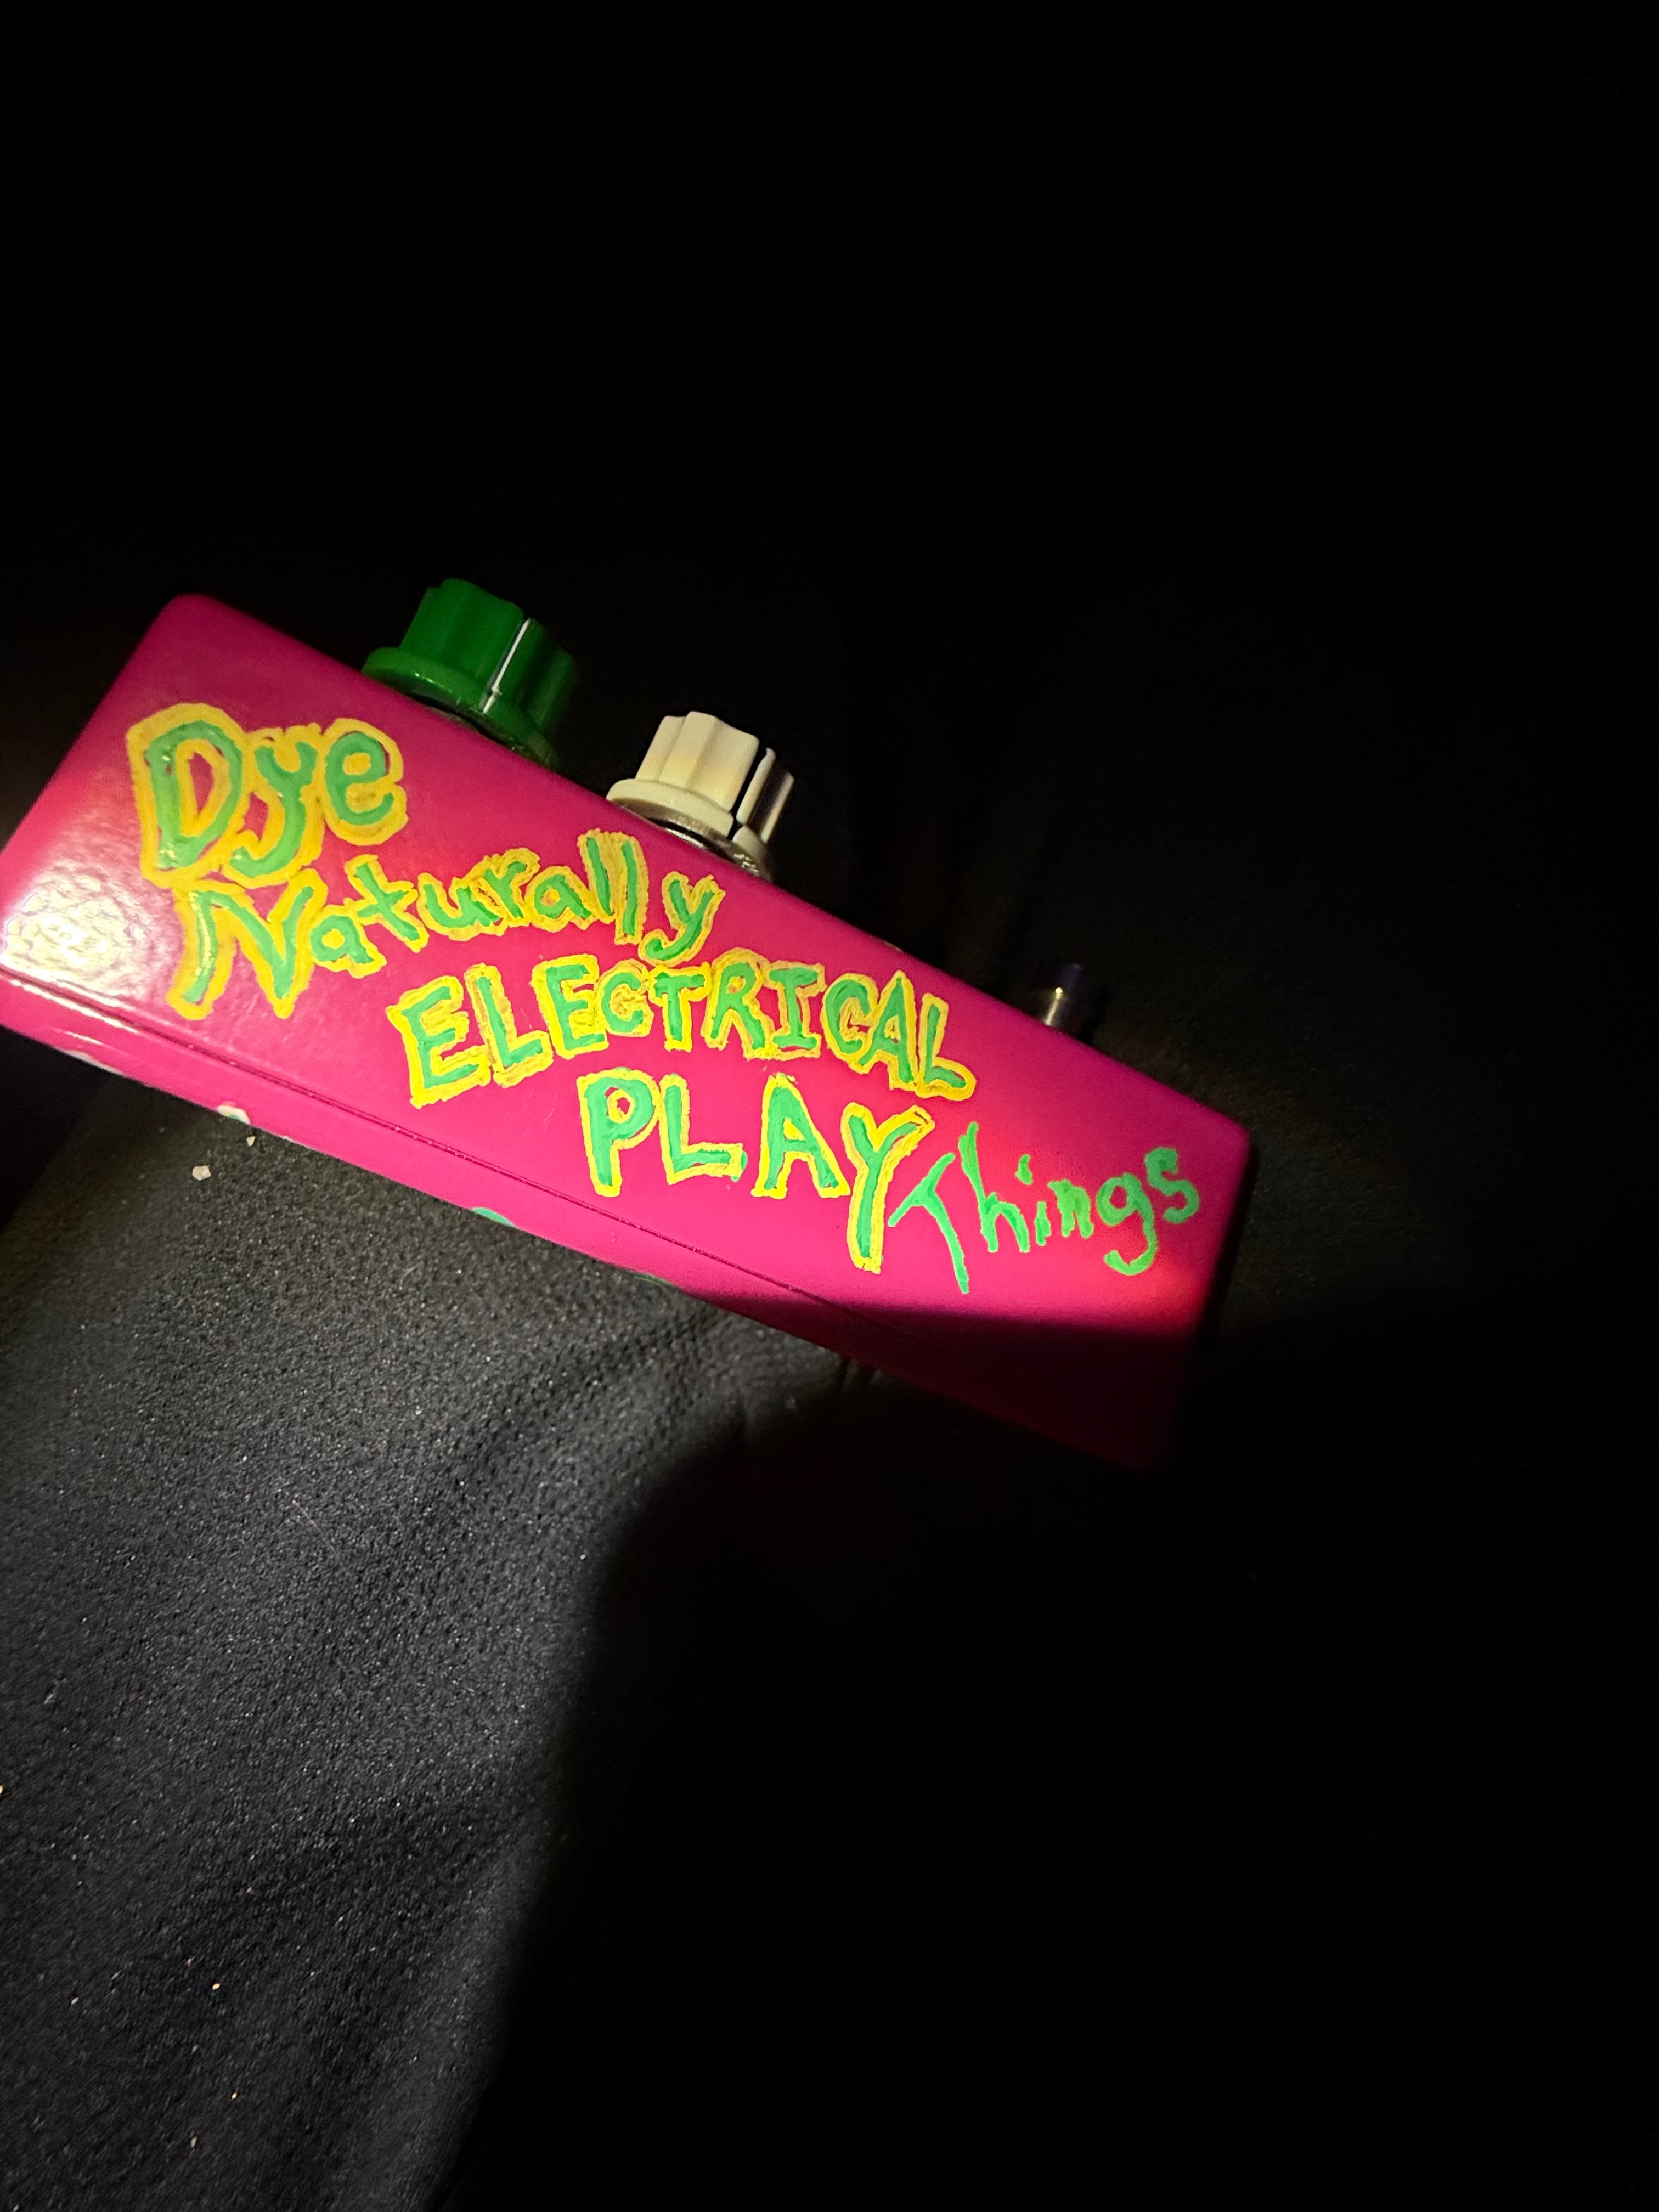 Dye
Naturally
ELECTRICAL
PLAY Things